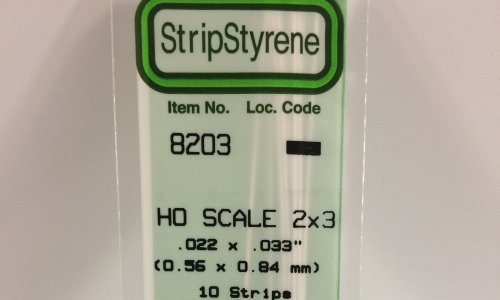 StripStyrene
Item No. Loc. Code
8203
HO SCALE 2x3
.022 x .033"
(0.56 x 0.84 mm)
10 Strips